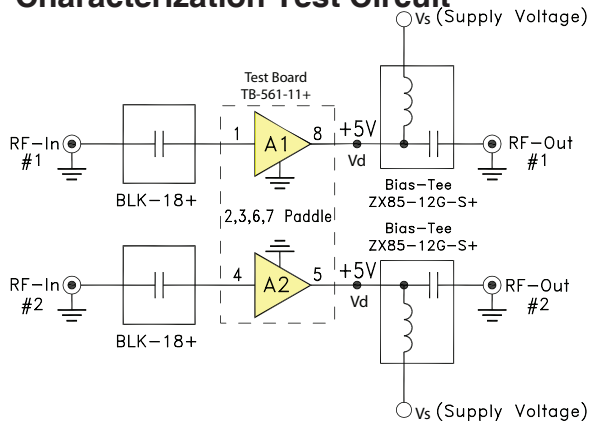 Characterization Test Circuit
Vs (Supply Voltage)
Test Board
TB-561-11+
RF-In
#1
BLK-18+
1
A1
8
+5V
Vd
RF-Out
#1
Bias-Tee
ZX85-12G-S+
2,3,6,7 Paddle
Bias-Tee
ZX85-12G-S+
RF-In
#2
BLK-18+
4
A2
5
+5V
Vd
RF-Out
#2
Vs (Supply Voltage)